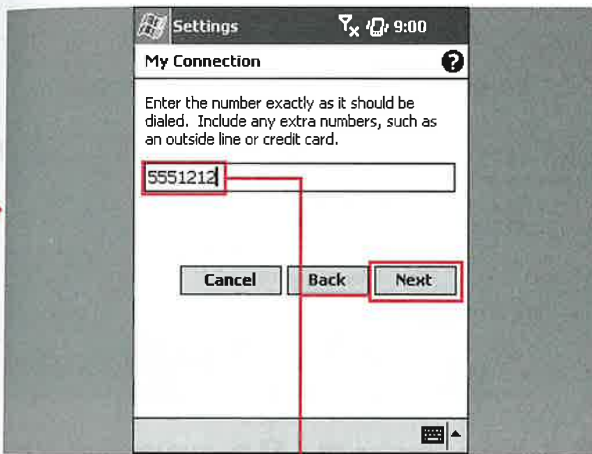 Settings 9:00
My Connection
Enter the number exactly as it should be
dialed. Include any extra numbers, such as
an outside line or credit card.
5551212
Cancel Back Next